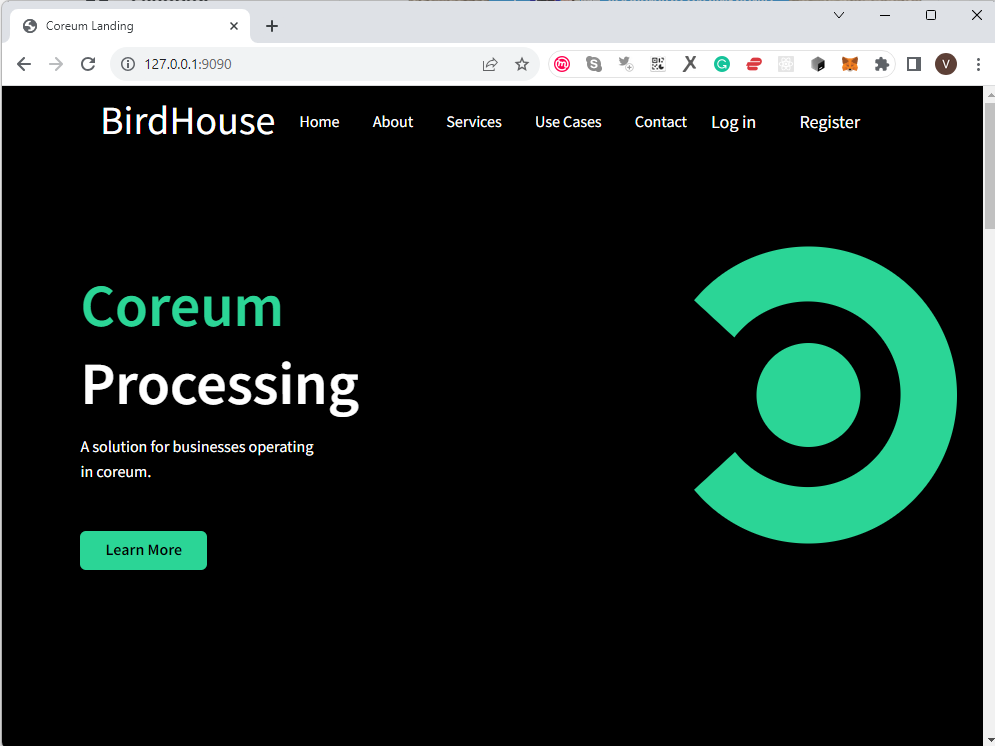 Coreum Landing
127.0.0.1:9090
V
BirdHouse Home About Services Use Cases Contact Log in Register
Coreum
Processing
A solution for businesses operating
in coreum.
Learn More